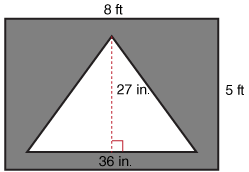 8 ft
27 in.
5 ft
36 in.